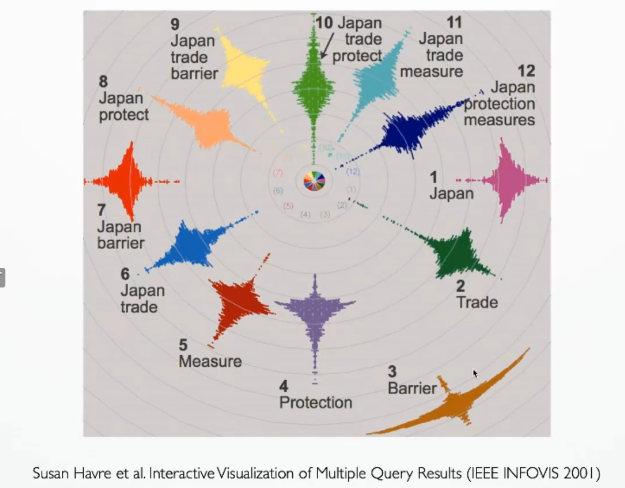 9
Japan
trade
barrier
10 Japan
trade
protect
11
Japan
trade
measure
12
Japan
protection
measures
8
Japan
protect
1
Japan
7
Japan
barrier
2
Trade
6
Japan
trade
5
Measure
4
Protection
3
Barrier
(7)
(6)
(5)
(4)
(3)
(2)
(1)
(12)
Susan Havre et al. Interactive Visualization of Multiple Query Results (IEEE INFOVIS 2001)